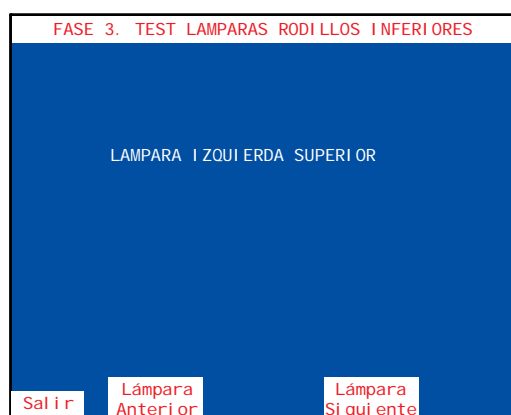 FASE 3. TEST LAMPARAS RODILLOS INFERIORES
LAMPARA IZQUIERDA SUPERIOR
Salir
Lámpara
Anterior
Lámpara
Siguiente